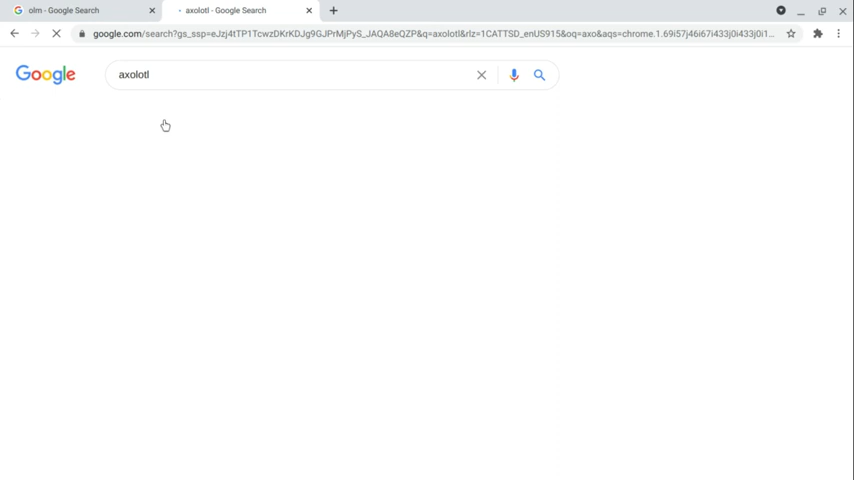 olm - Google Search
axolotl - Google Search
google.com/search?gs_ssp=eJzj4tTP1TcwzDKrKDJg9GJPrMjPyS_JAQA8eQZP&q=axolotl&rlz=1CATTSD_enUS915&oq=axo&aqs=chrome.1.69i57j46i67i433j0i433j0i1...
Google
axolotl